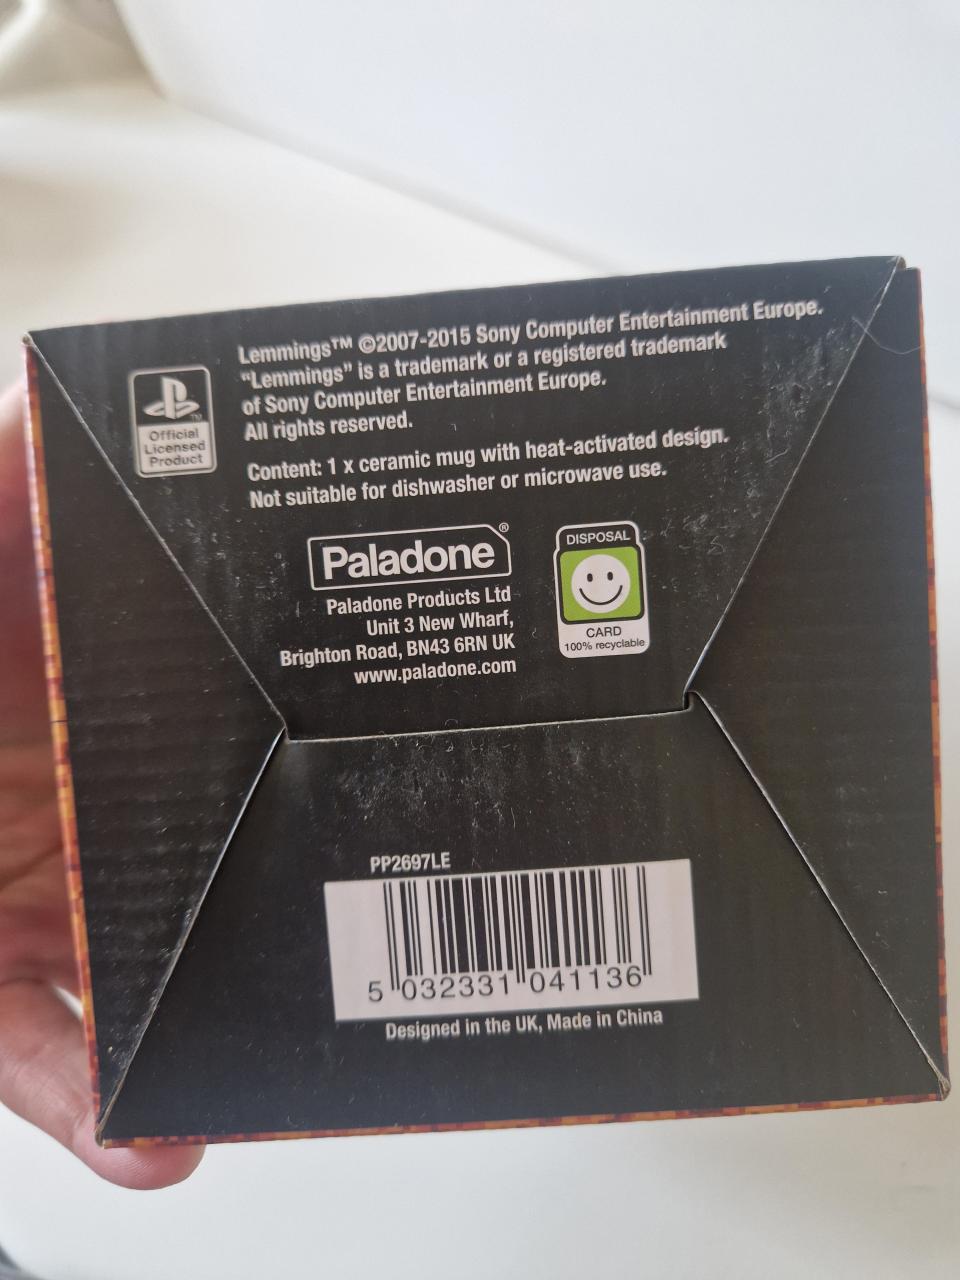 Lemmings™ ©2007-2015 Sony Computer Entertainment Europe.
“Lemmings” is a trademark or a registered trademark
of Sony Computer Entertainment Europe.
All rights reserved.
TM
Official
Licensed
Product
Content: 1 x ceramic mug with heat-activated design.
Not suitable for dishwasher or microwave use.
Paladone®
Paladone Products Ltd
Unit 3 New Wharf,
Brighton Road, BN43 6RN UK
www.paladone.com
DISPOSAL
CARD
100% recyclable
PP2697LE
5 032331 041136
Designed in the UK, Made in China